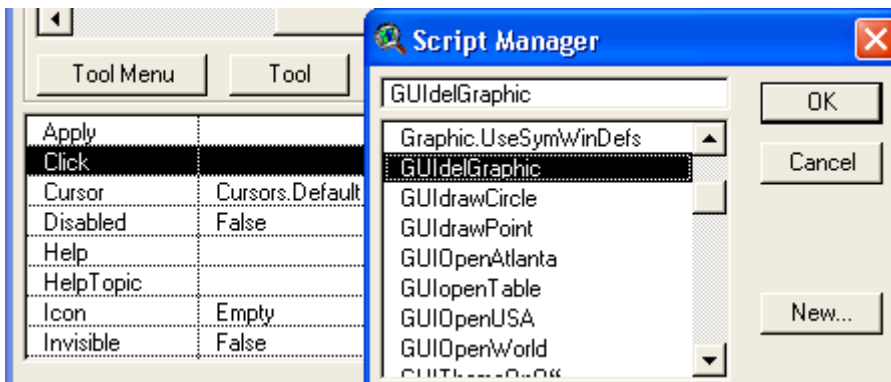 Tool Menu
Tool
Apply
Click
Cursor Cursors.Default
Disabled False
Help
HelpTopic
Icon Empty
Invisible False
Script Manager
GUIdelGraphic
Graphic.UseSymWinDefs
GUIdelGraphic
GUIdrawCircle
GUIdrawPoint
GUIOpenAtlanta
GUIopenTable
GUIOpenUSA
GUIOpenWorld
OK
Cancel
New...